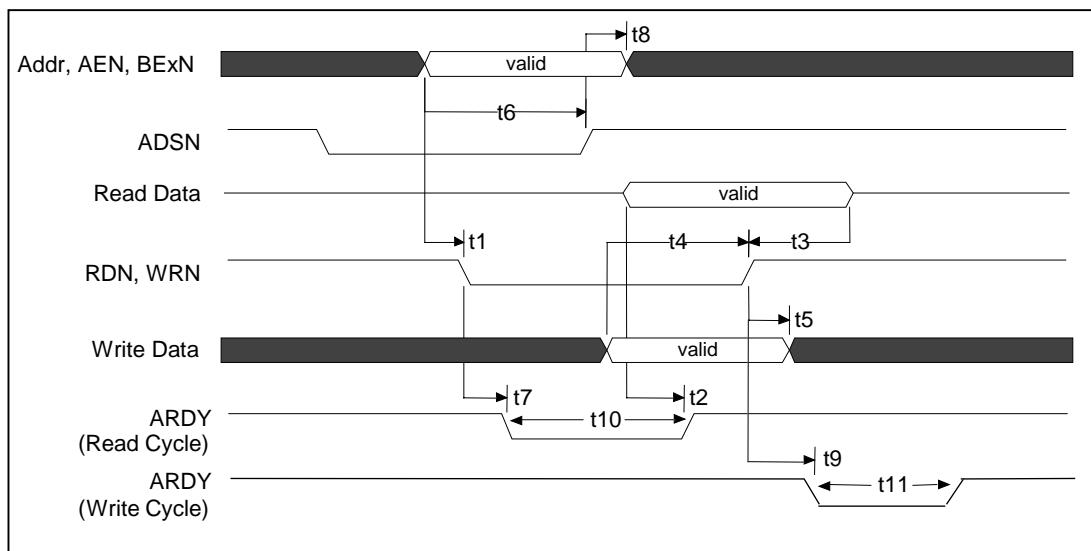 t8
Addr, AEN, BExN
valid
t6
ADSN
Read Data
valid
t1
t4
t3
RDN, WRN
t5
Write Data
valid
t7
t2
ARDY
t10
(Read Cycle)
t9
ARDY
t11
(Write Cycle)